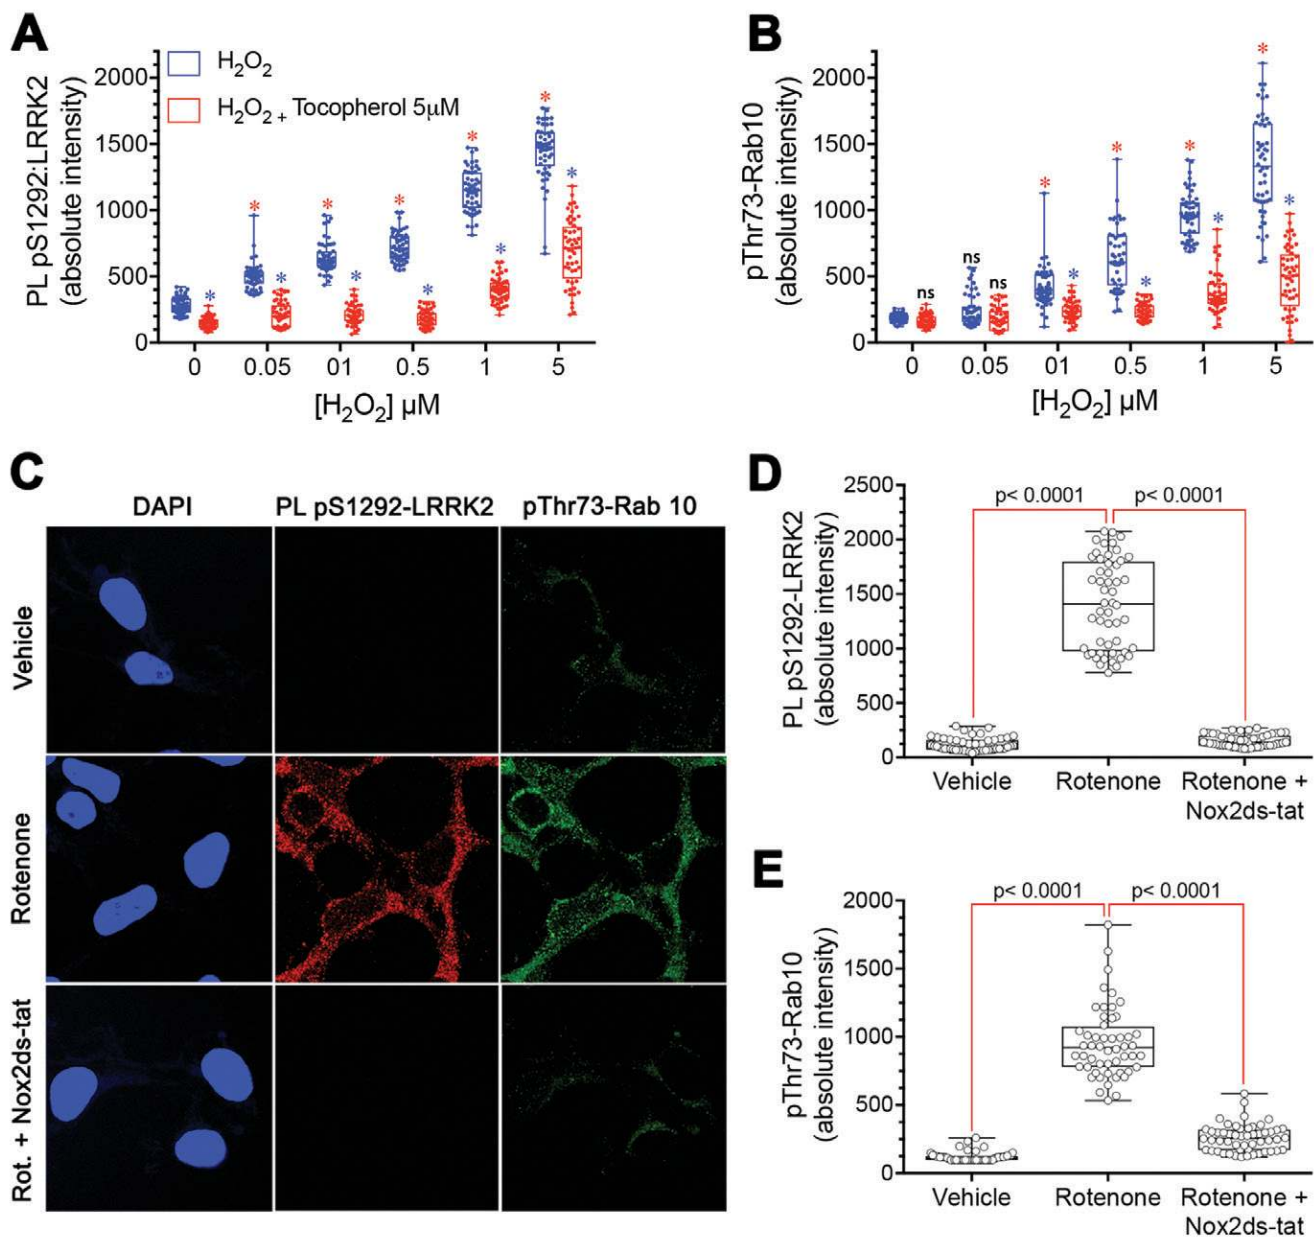 A
PL pS1292:LRRK2
(absolute intensity)
2000
1500
1000
500
0
H₂O₂
H₂O₂ + Tocopherol 5μM
* * * * *
* * * * * *
0 0.05 01 0.5 1 5
[H₂O₂] μM
B
pThr73-Rab10
(absolute intensity)
2000
1500
1000
500
0
ns * * * *
ns ns * * * *
0 0.05 01 0.5 1 5
[H₂O₂] μM
C
DAPI PL pS1292-LRRK2 pThr73-Rab 10
Vehicle
Rotenone
Rot. + Nox2ds-tat
D
PL pS1292-LRRK2
(absolute intensity)
2500
2000
1500
1000
500
0
p< 0.0001 p< 0.0001
Vehicle Rotenone Rotenone +
Nox2ds-tat
E
pThr73-Rab10
(absolute intensity)
2000
1500
1000
500
0
p< 0.0001 p< 0.0001
Vehicle Rotenone Rotenone +
Nox2ds-tat